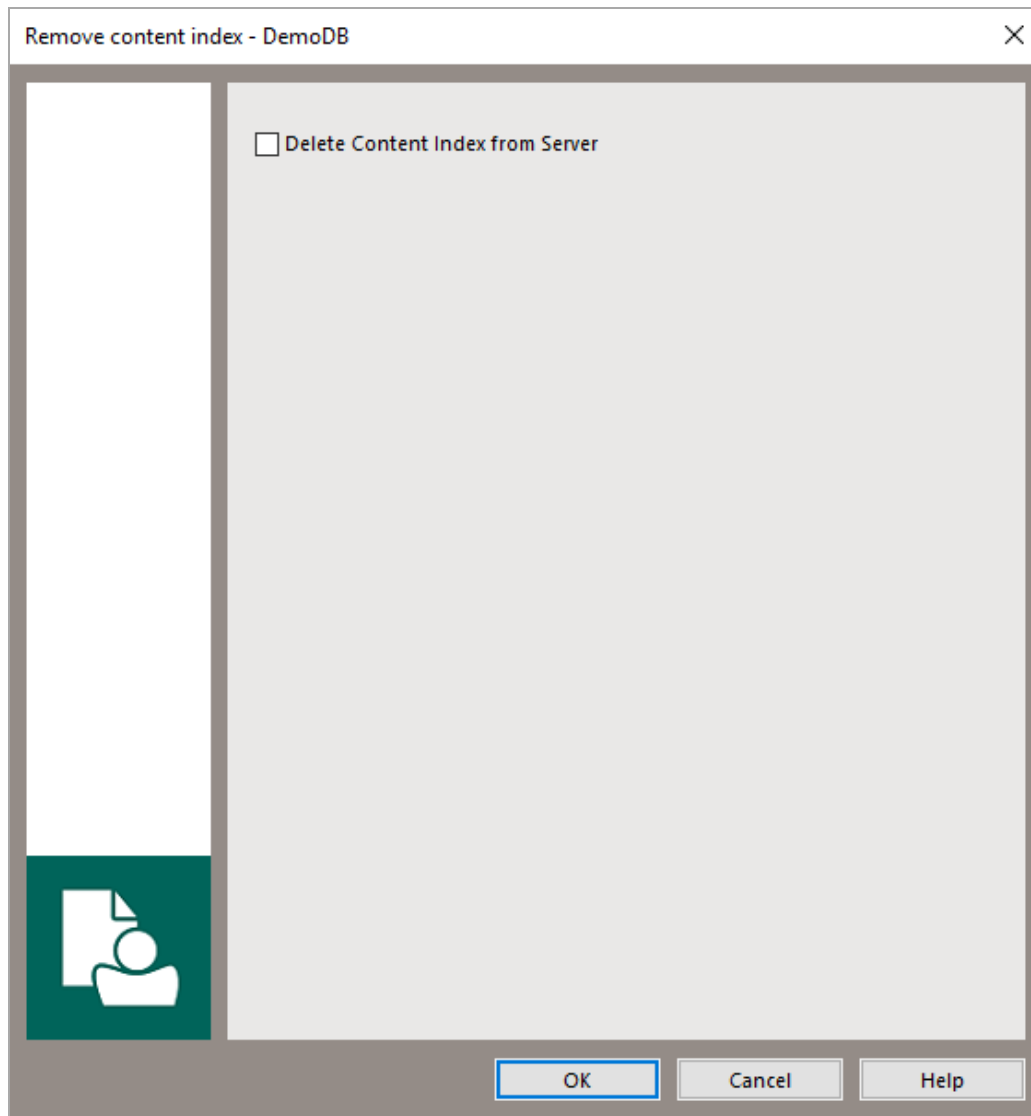 Remove content index - DemoDB
Delete Content Index from Server
OK Cancel Help